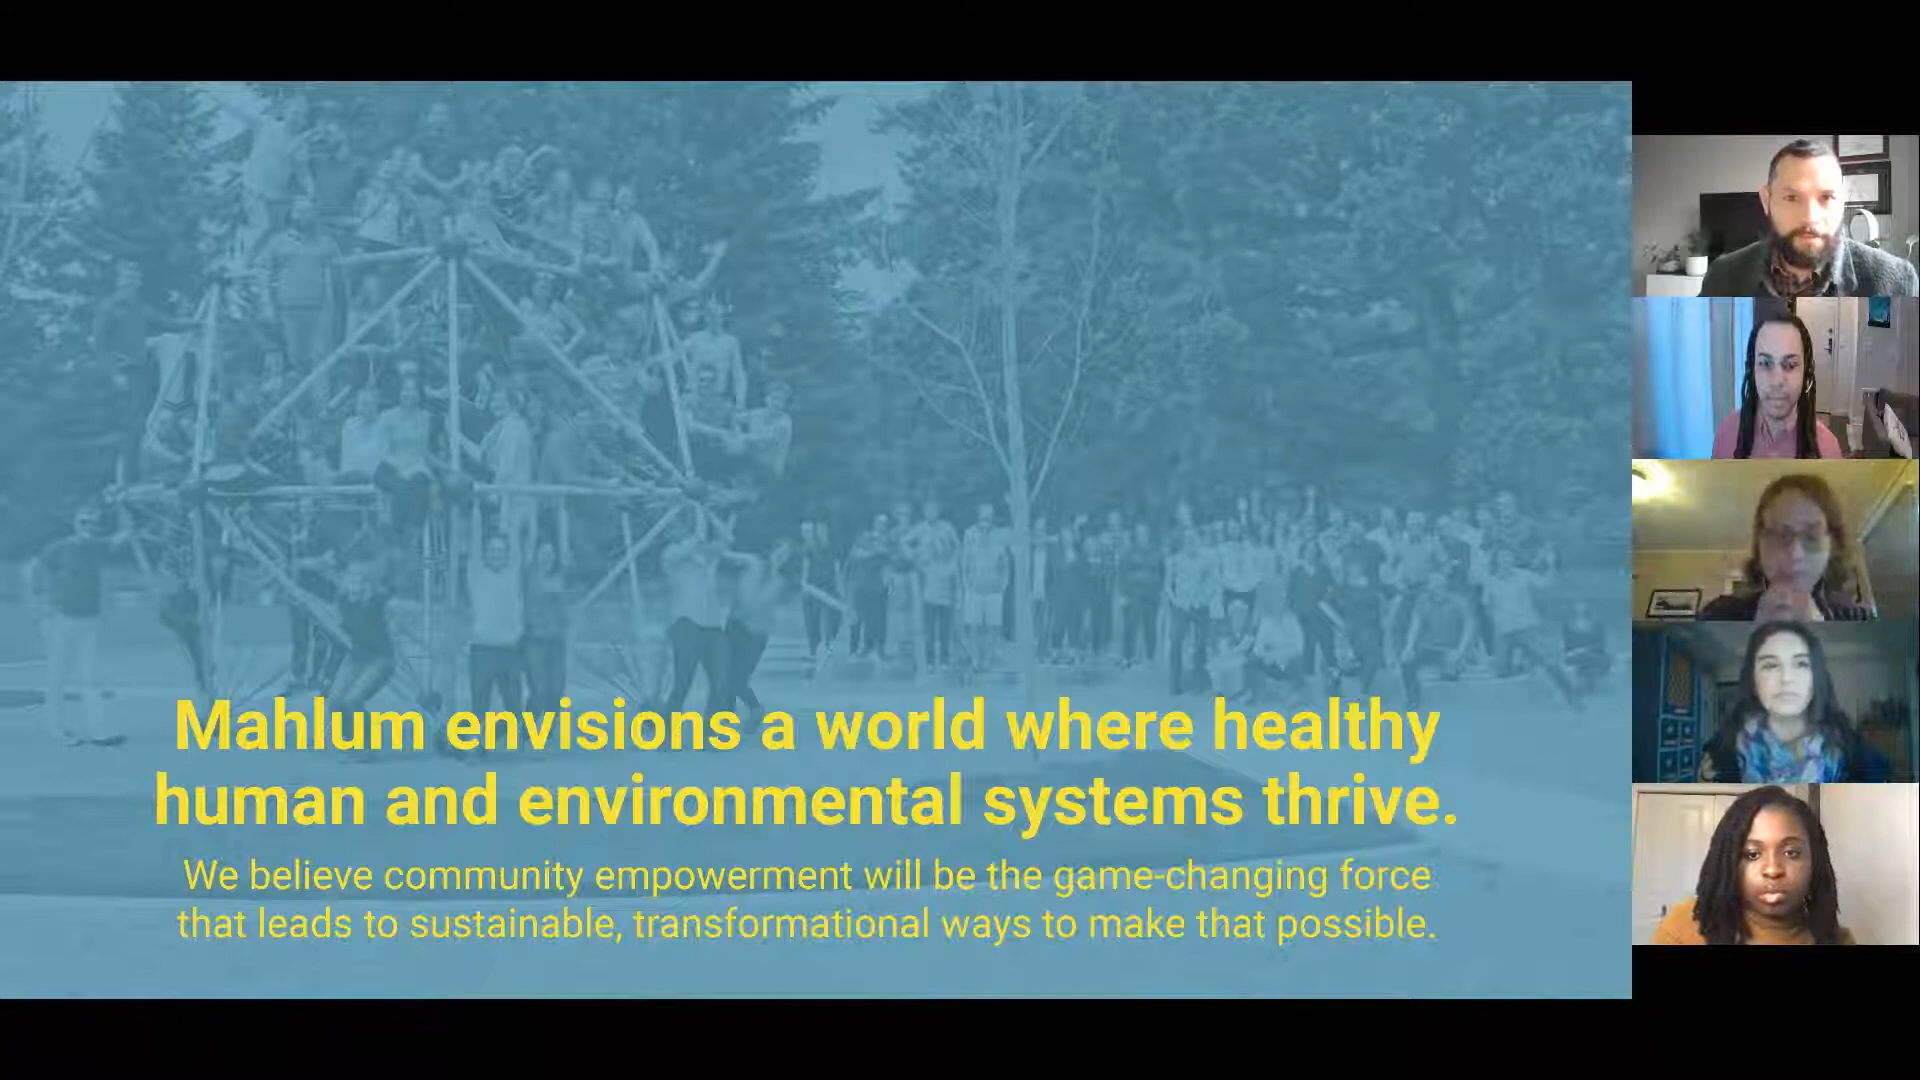 Mahlum envisions a world where healthy
human and environmental systems thrive.
We believe community empowerment will be the game-changing force
that leads to sustainable, transformational ways to make that possible.